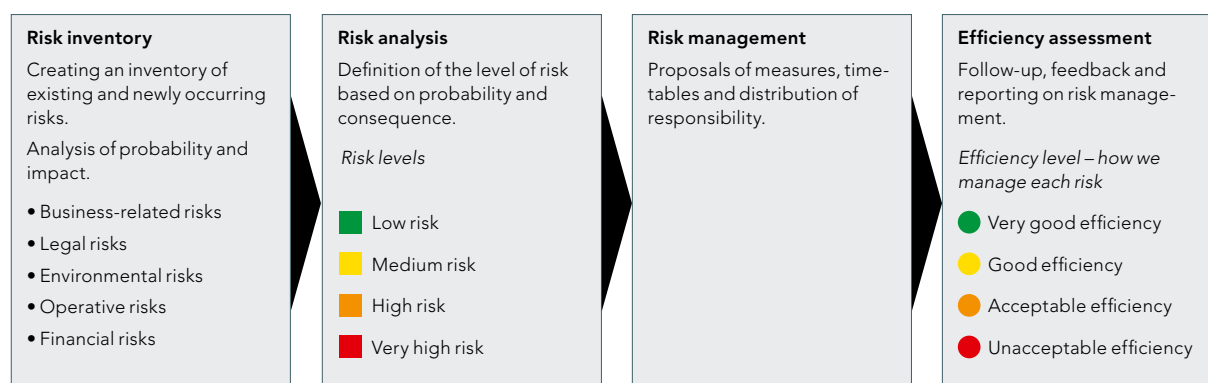 Risk inventory
Creating an inventory of
existing and newly occurring
risks.
Analysis of probability and
impact.
• Business-related risks
• Legal risks
• Environmental risks
• Operative risks
• Financial risks
Risk analysis
Definition of the level of risk
based on probability and
consequence.
Risk levels
Low risk
Medium risk
High risk
Very high risk
Risk management
Proposals of measures, time-
tables and distribution of
responsibility.
Efficiency assessment
Follow-up, feedback and
reporting on risk manage-
ment.
Efficiency level – how we
manage each risk
Very good efficiency
Good efficiency
Acceptable efficiency
Unacceptable efficiency